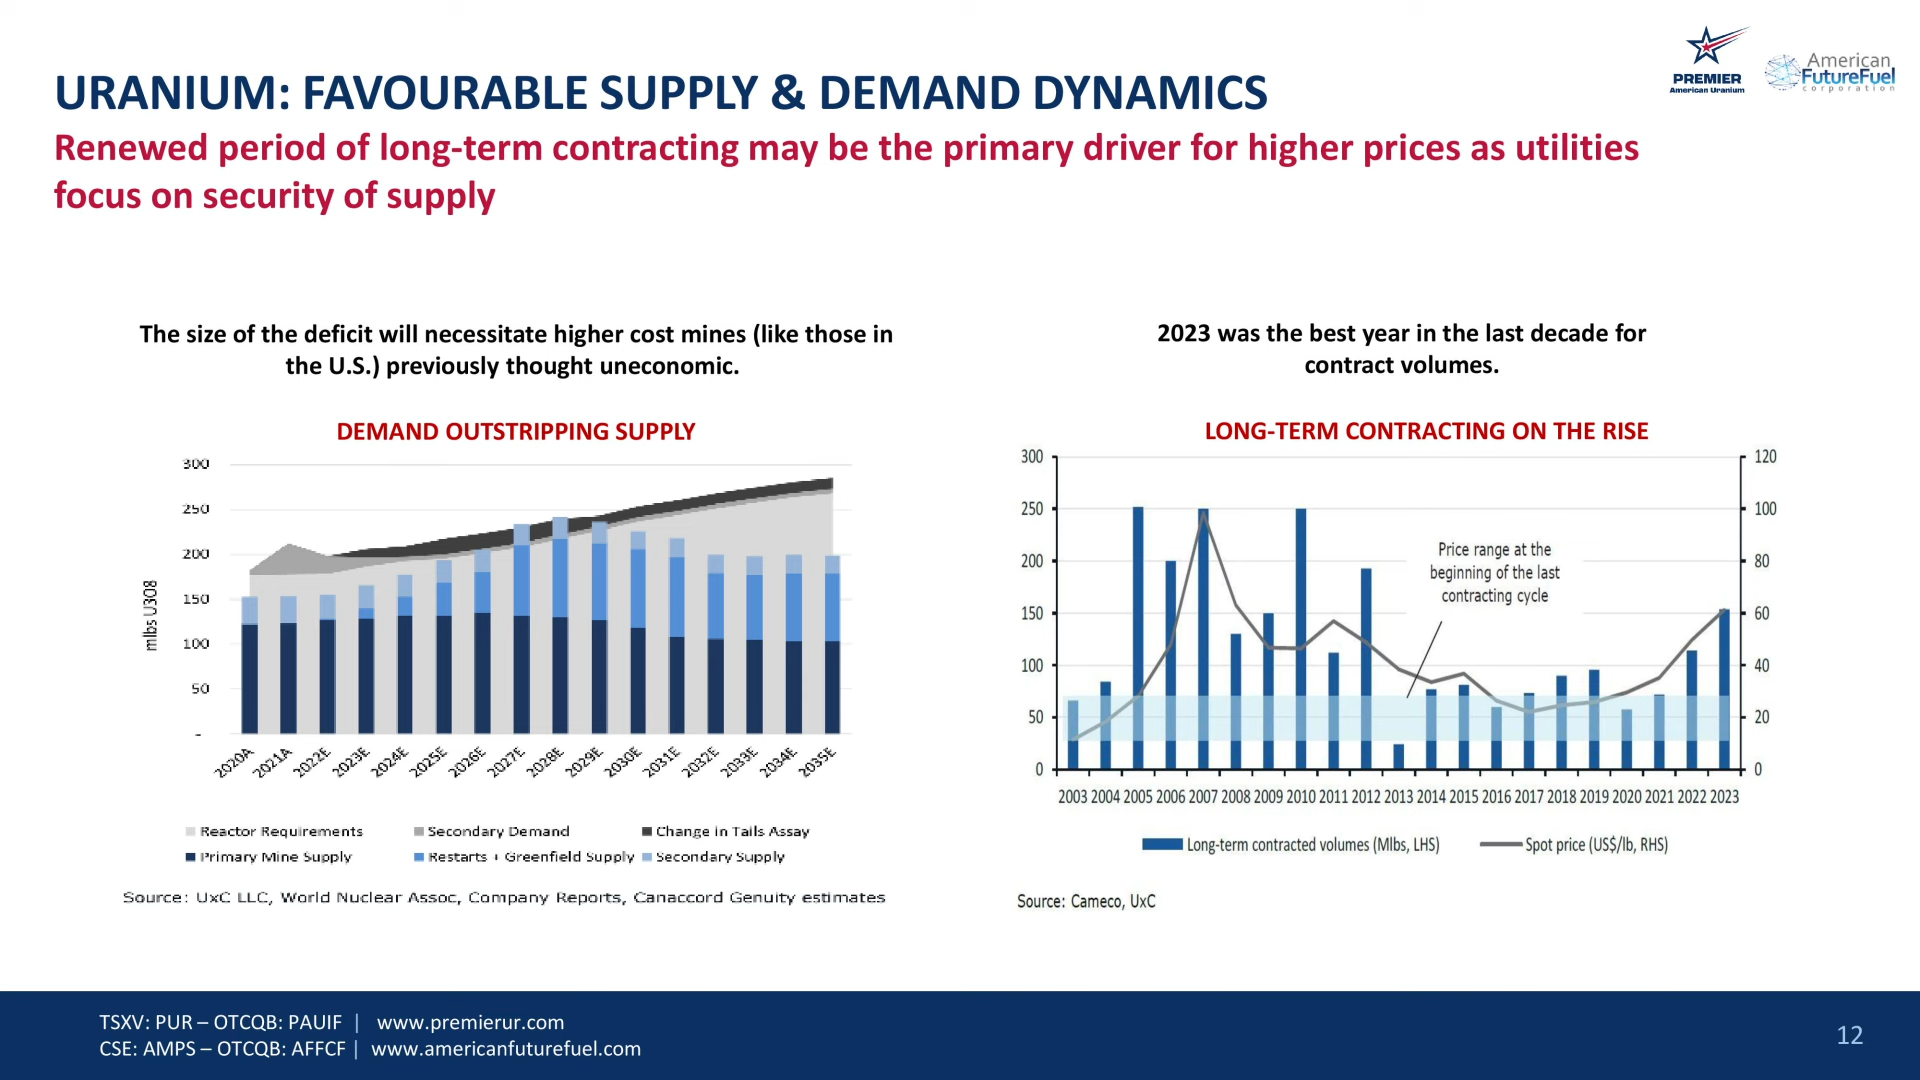 URANIUM: FAVOURABLE SUPPLY & DEMAND DYNAMICS
Renewed period of long-term contracting may be the primary driver for higher prices as utilities
focus on security of supply
PREMIER
American Uranium
American
FutureFuel
corporation
The size of the deficit will necessitate higher cost mines (like those in
the U.S.) previously thought uneconomic.
DEMAND OUTSTRIPPING SUPPLY
300
250
200
150
100
50
-
mlbs U3O8
2020A 2021A 2022E 2023E 2024E 2025E 2026E 2027E 2028E 2029E 2030E 2031E 2032E 2033E 2034E 2035E
Reactor Requirements Secondary Demand Change in Tails Assay
Primary Mine Supply Restarts + Greenfield Supply Secondary Supply
Source: UxC LLC, World Nuclear Assoc, Company Reports, Canaccord Genuity estimates
2023 was the best year in the last decade for
contract volumes.
LONG-TERM CONTRACTING ON THE RISE
300
250
200
150
100
50
0
120
100
80
60
40
20
0
Price range at the
beginning of the last
contracting cycle
2003 2004 2005 2006 2007 2008 2009 2010 2011 2012 2013 2014 2015 2016 2017 2018 2019 2020 2021 2022 2023
Long-term contracted volumes (Mlbs, LHS) Spot price (US$/lb, RHS)
Source: Cameco, UxC
TSXV: PUR – OTCQB: PAUIF | www.premierur.com
CSE: AMPS – OTCQB: AFFCF | www.americanfuturefuel.com
12